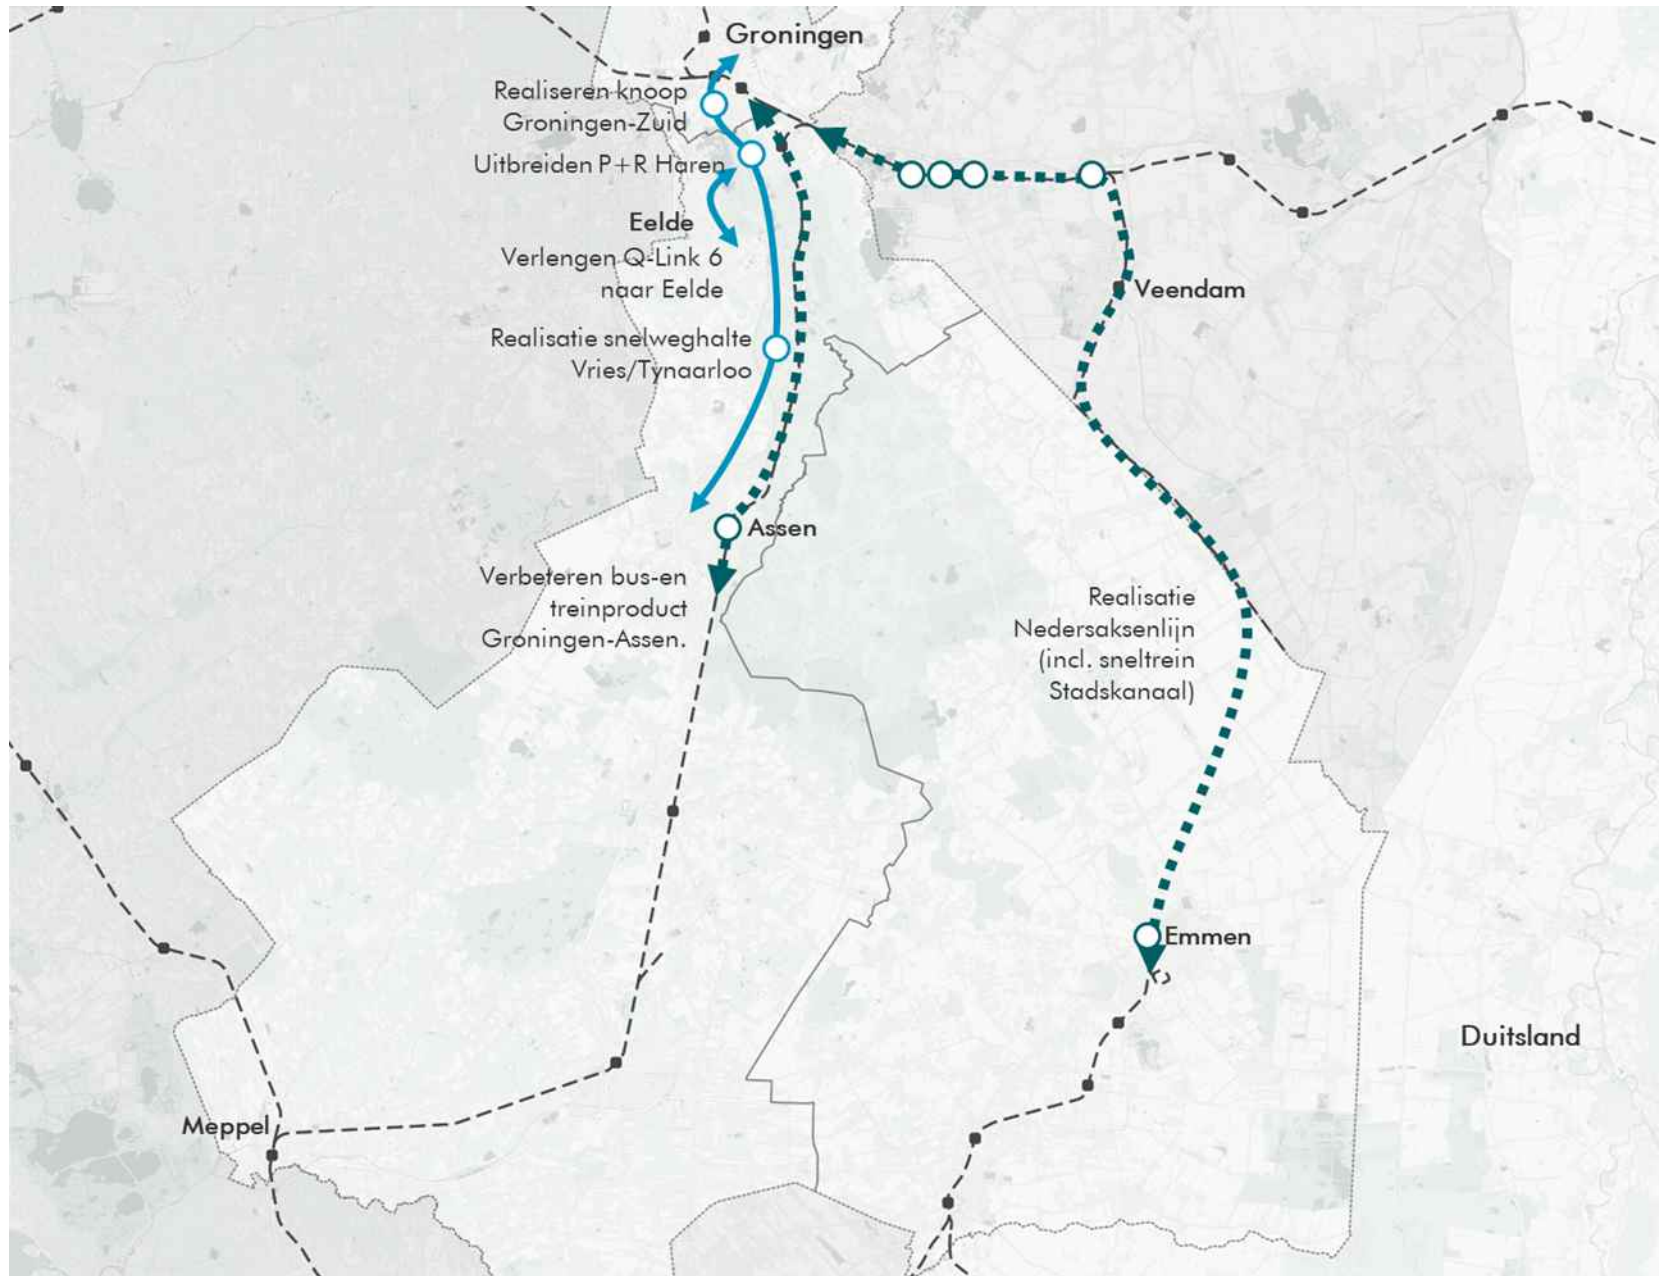 Groningen
Realiseren knoop
Groningen-Zuid
Uitbreiden P+R Haren
Eelde
Verlengen Q-Link 6
naar Eelde
Veendam
Realisatie snelweghalte
Vries/Tynaarloo
Assen
Verbeteren bus-en
treinproduct
Groningen-Assen.
Realisatie
Nedersaksenlijn
(incl. sneltrein
Stadskanaal)
Emmen
Duitsland
Meppel